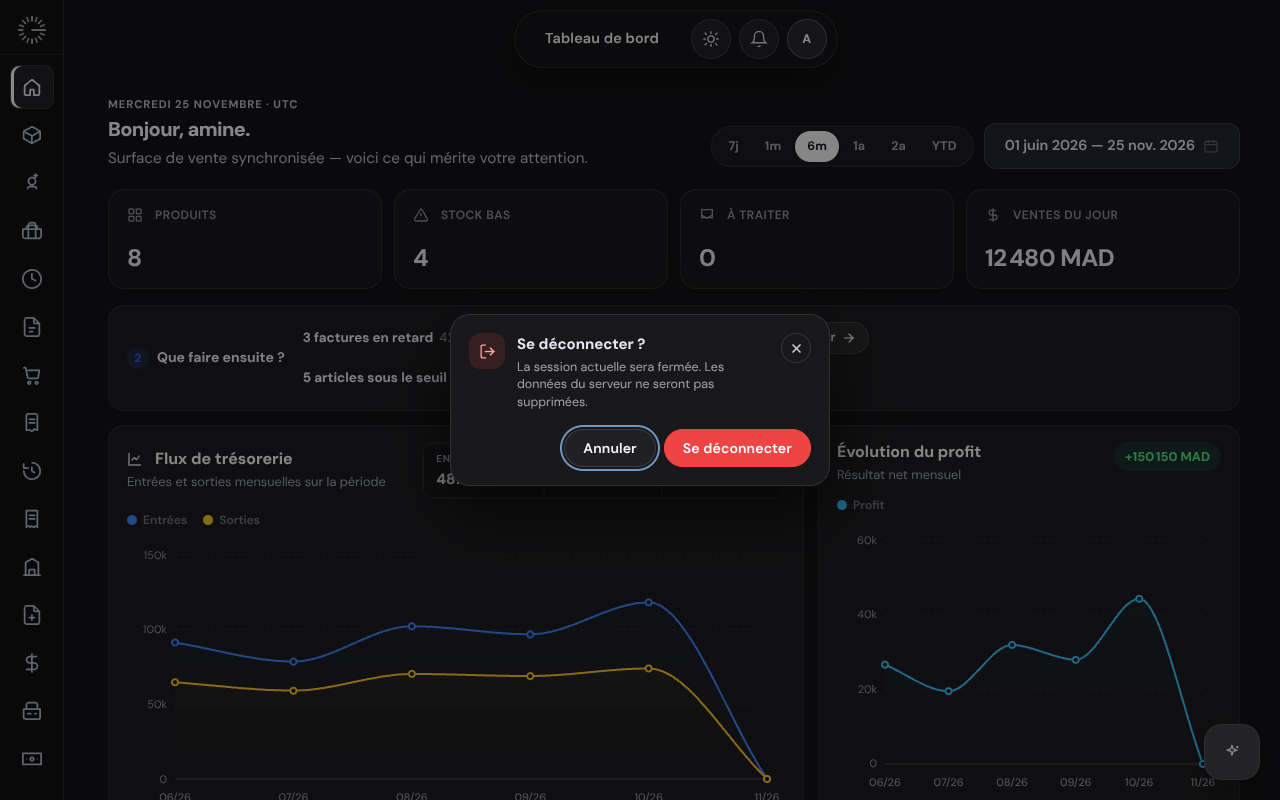 Tableau de bord
A
MERCREDI 25 NOVEMBRE · UTC
Bonjour, amine.
Surface de vente synchronisée — voici ce qui mérite votre attention.
7j 1m 6m 1a 2a YTD
01 juin 2026 — 25 nov. 2026
PRODUITS
8
STOCK BAS
4
À TRAITER
0
VENTES DU JOUR
12 480 MAD
2 Que faire ensuite ?
3 factures en retard
5 articles sous le seuil
Se déconnecter ?
La session actuelle sera fermée. Les
données du serveur ne seront pas
supprimées.
Annuler
Se déconnecter
Flux de trésorerie
Entrées et sorties mensuelles sur la période
Entrées Sorties
150k
100k
50k
0
06/26 07/26 08/26 09/26 10/26 11/26
Évolution du profit
Résultat net mensuel
+150 150 MAD
Profit
60k
40k
20k
0
06/26 07/26 08/26 09/26 10/26 11/26